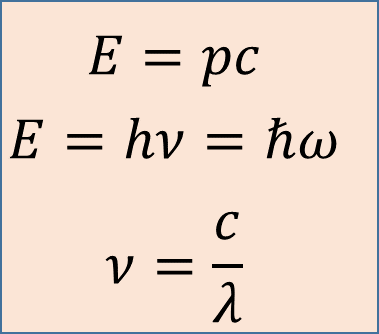 E = pc
E = hν = ħω
ν = c/λ